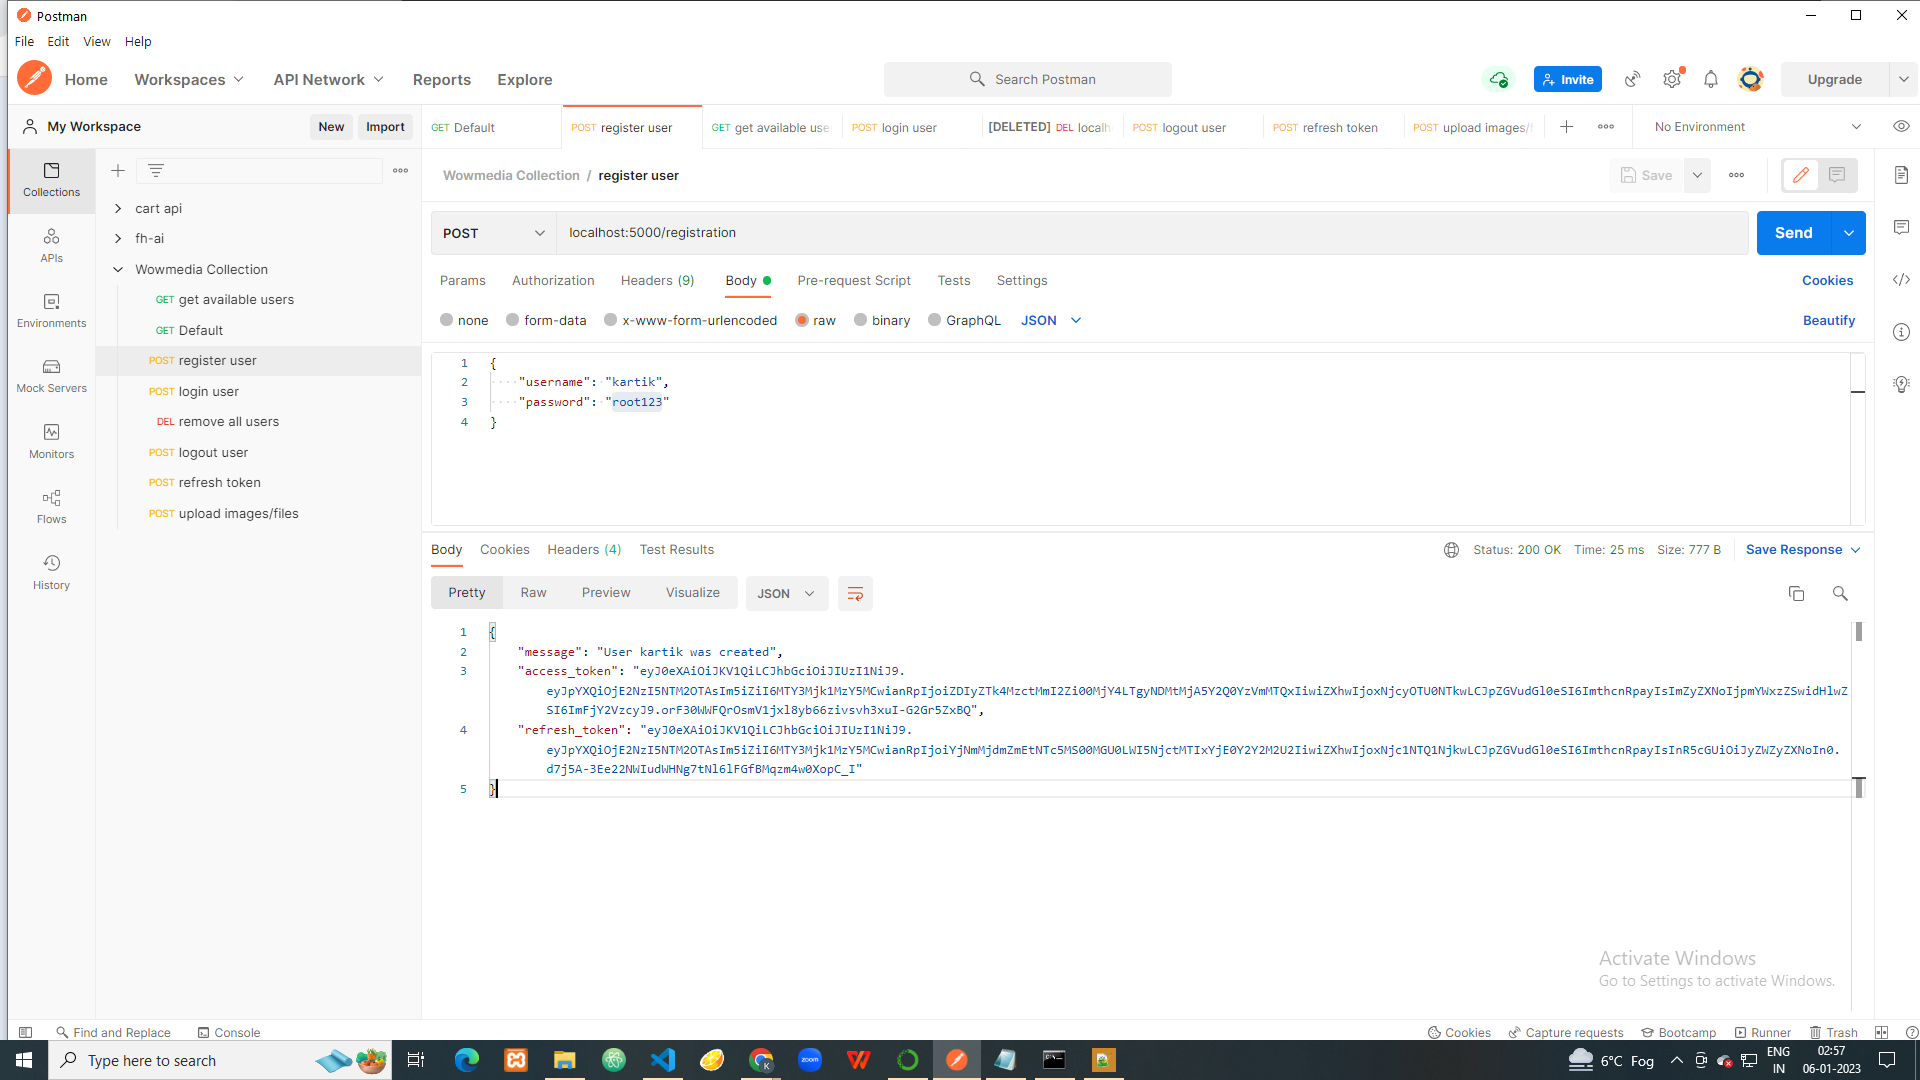 Postman
File Edit View Help
Home Workspaces API Network Reports Explore
Search Postman
Invite
Upgrade
My Workspace
New Import
GET Default
POST register user
GET get available use
POST login user
[DELETED] DEL localh
POST logout user
POST refresh token
POST upload images/f
No Environment
Collections
APIs
Environments
Mock Servers
Monitors
Flows
History
cart api
fh-ai
Wowmedia Collection
GET get available users
GET Default
POST register user
POST login user
DEL remove all users
POST logout user
POST refresh token
POST upload images/files
Wowmedia Collection / register user
Save
POST localhost:5000/registration
Send
Params Authorization Headers (9) Body Pre-request Script Tests Settings
Cookies
none form-data x-www-form-urlencoded raw binary GraphQL JSON
Beautify
1 {
2 "username": "kartik",
3 "password": "root123"
4 }
Body Cookies Headers (4) Test Results
Status: 200 OK Time: 25 ms Size: 777 B Save Response
Pretty Raw Preview Visualize JSON
1 {
2 "message": "User kartik was created",
3 "access_token": "eyJ0eXAiOiJKV1QiLCJhbGciOiJIUzI1NiJ9.
4 "refresh_token": "eyJ0eXAiOiJKV1QiLCJhbGciOiJIUzI1NiJ9.
5 }
Activate Windows
Go to Settings to activate Windows.
Find and Replace Console
Cookies Capture requests Bootcamp Runner Trash
Type here to search
zoom
6°C Fog
ENG
IN
02:57
06-01-2023